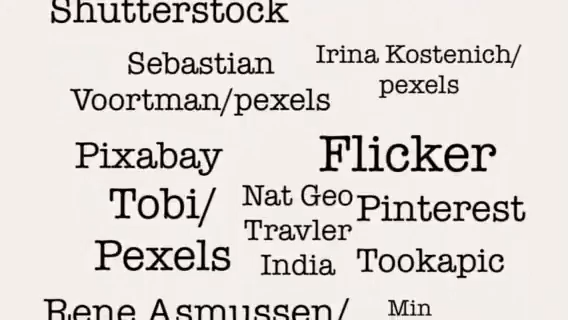 Shutterstock
Sebastian
Voortman/pexels
Irina Kostenich/
pexels
Pixabay
Flicker
Tobi/
Pexels
Nat Geo
Travler
India
Pinterest
Tookapic
Rene Asmussen/
Min